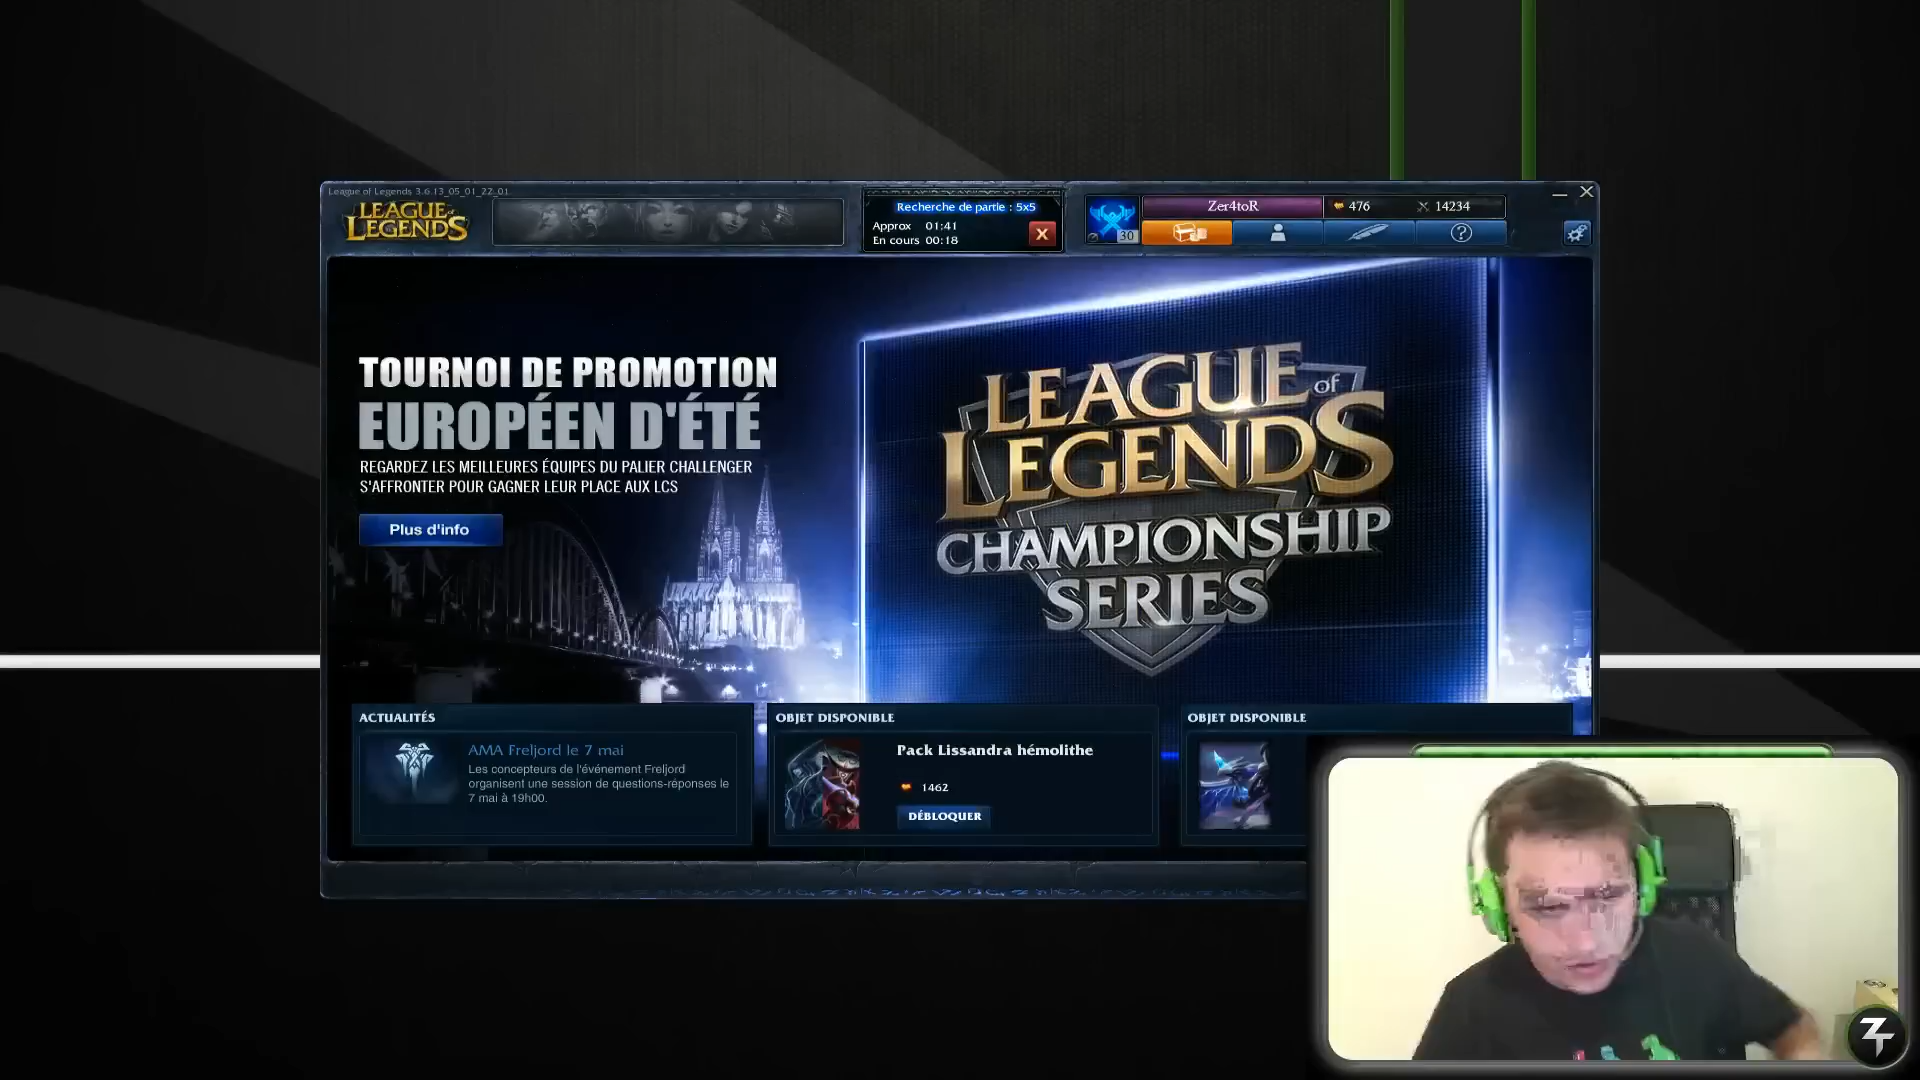 League of Legends 3.6.13_05_01_22_01
LEAGUE of LEGENDS
Recherche de partie : 5x5
Approx 01:41
En cours 00:18
X
30
Zer4toR
476
14234
?
TOURNOI DE PROMOTION
EUROPÉEN D'ÉTÉ
REGARDEZ LES MEILLEURES ÉQUIPES DU PALIER CHALLENGER
S'AFFRONTER POUR GAGNER LEUR PLACE AUX LCS
Plus d'info
LEAGUE of
LEGENDS
CHAMPIONSHIP
SERIES
ACTUALITÉS
AMA Freljord le 7 mai
Les concepteurs de l'événement Freljord
organisent une session de questions-réponses le
7 mai à 19h00.
OBJET DISPONIBLE
Pack Lissandra hémolithe
1462
DÉBLOQUER
OBJET DISPONIBLE
ZT